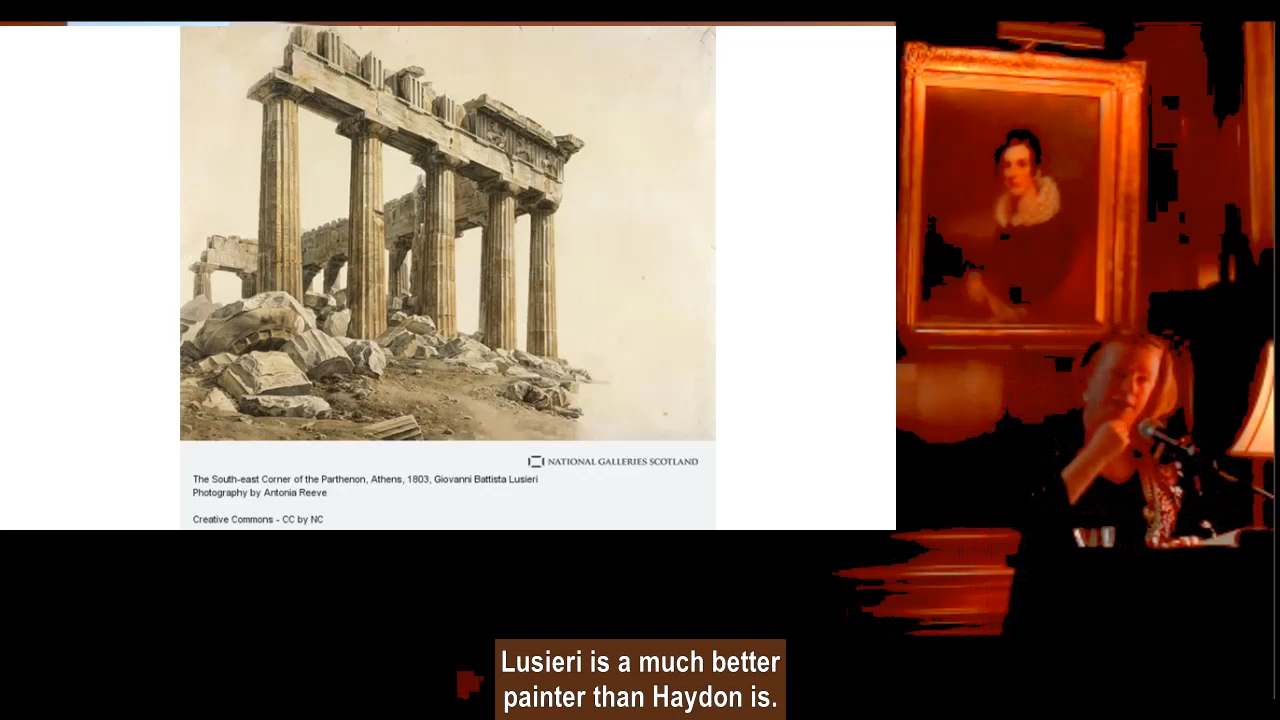 NATIONAL GALLERIES SCOTLAND
The South-east Corner of the Parthenon, Athens, 1803, Giovanni Battista Lusieri
Photography by Antonia Reeve
Creative Commons - CC by NC
Lusieri is a much better
painter than Haydon is.